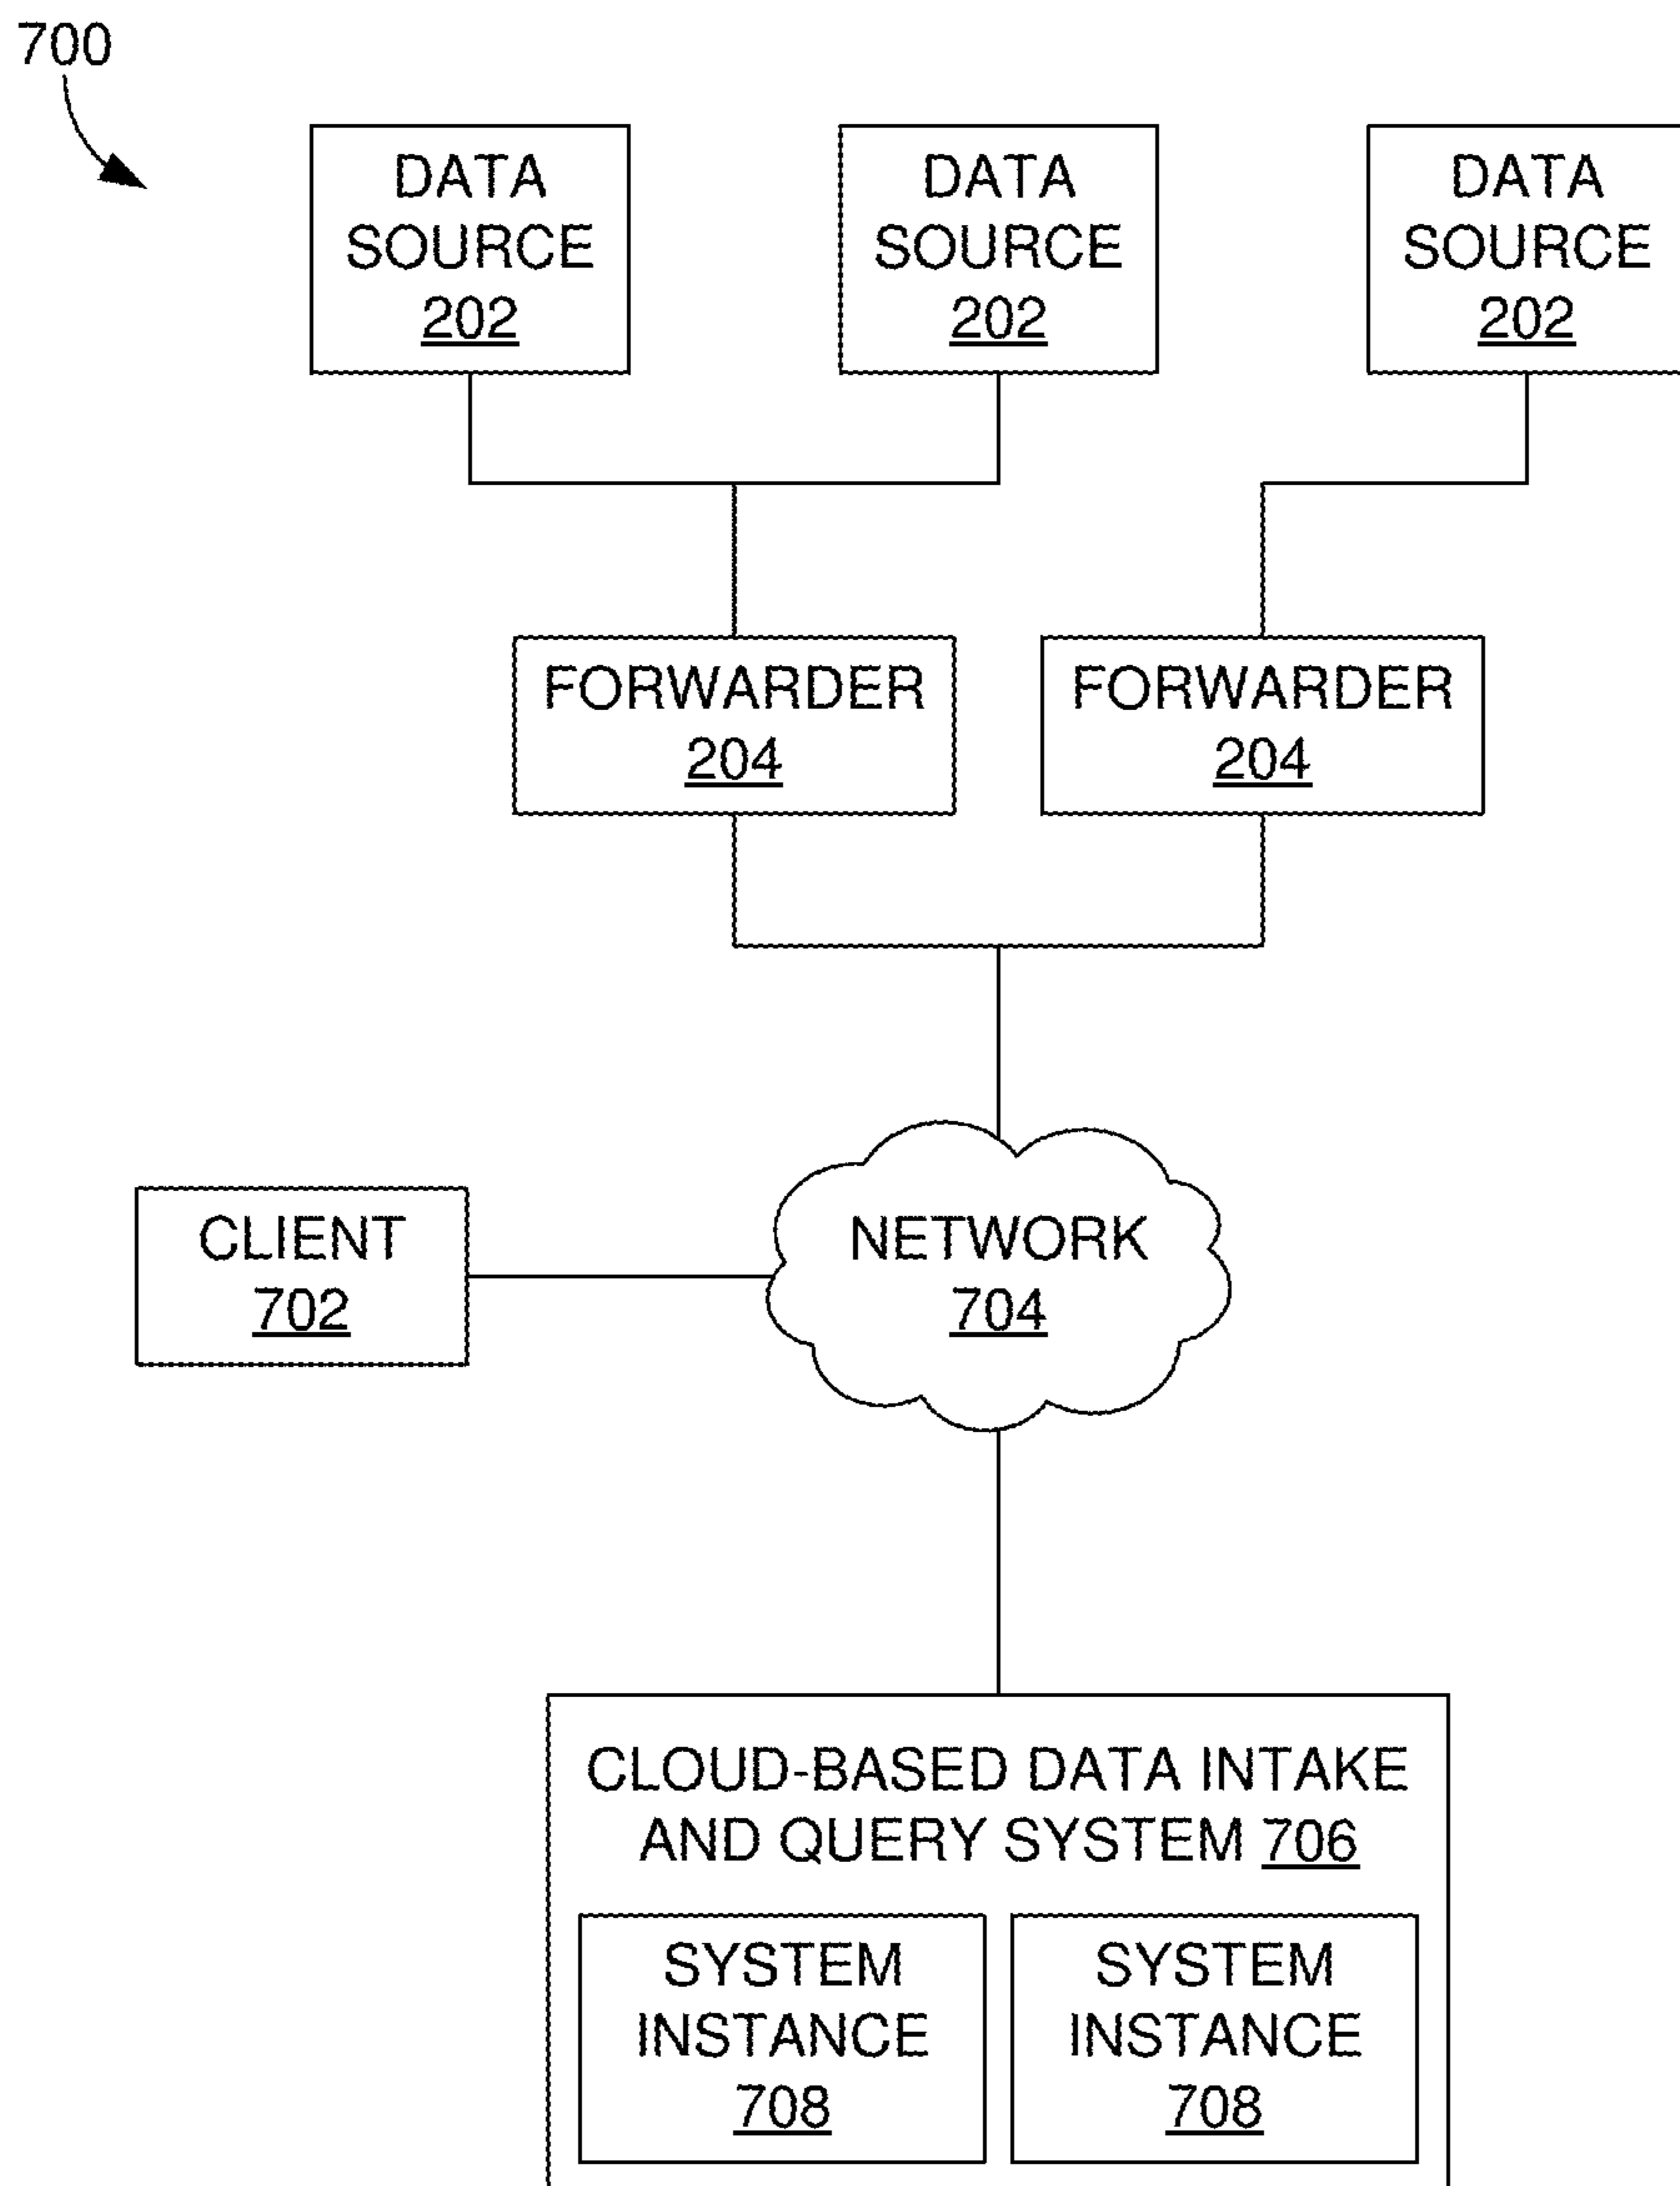 700
DATA
SOURCE
202
DATA
SOURCE
202
DATA
SOURCE
202
FORWARDER
204
FORWARDER
204
CLIENT
702
NETWORK
704
CLOUD-BASED DATA INTAKE
AND QUERY SYSTEM 706
SYSTEM
INSTANCE
708
SYSTEM
INSTANCE
708